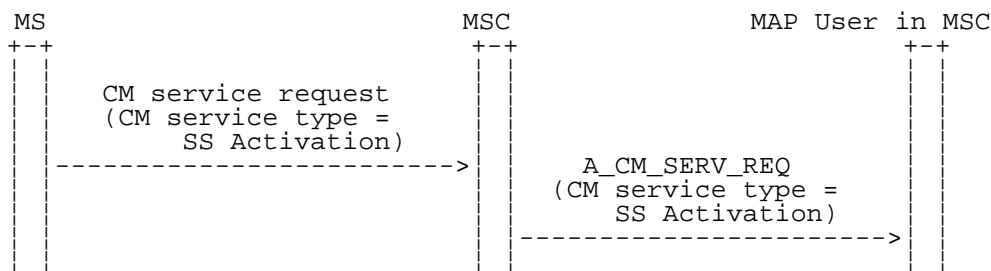 MS MSC MAP User in MSC
CM service request
(CM service type =
SS Activation)
A_CM_SERV_REQ
(CM service type =
SS Activation)